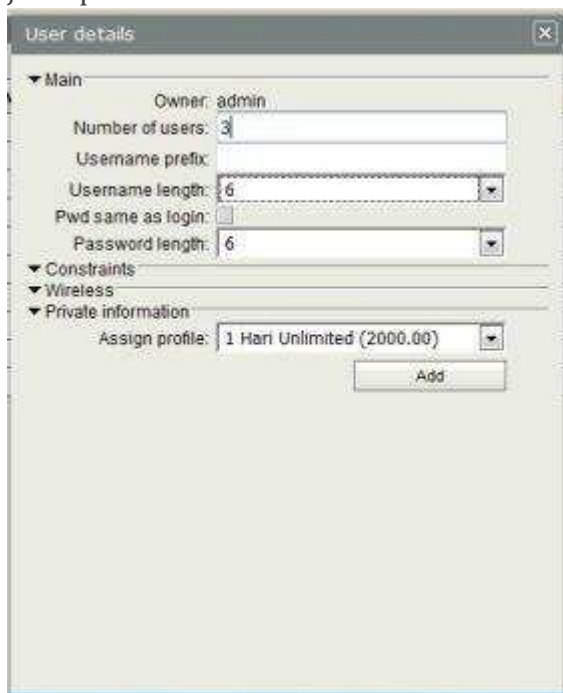 User details
Main
Owner: admin
Number of users: 3
Username prefix:
Username length: 6
Pwd same as login:
Password length: 6
Constraints
Wireless
Private information
Assign profile: 1 Hari Unlimited (2000.00)
Add